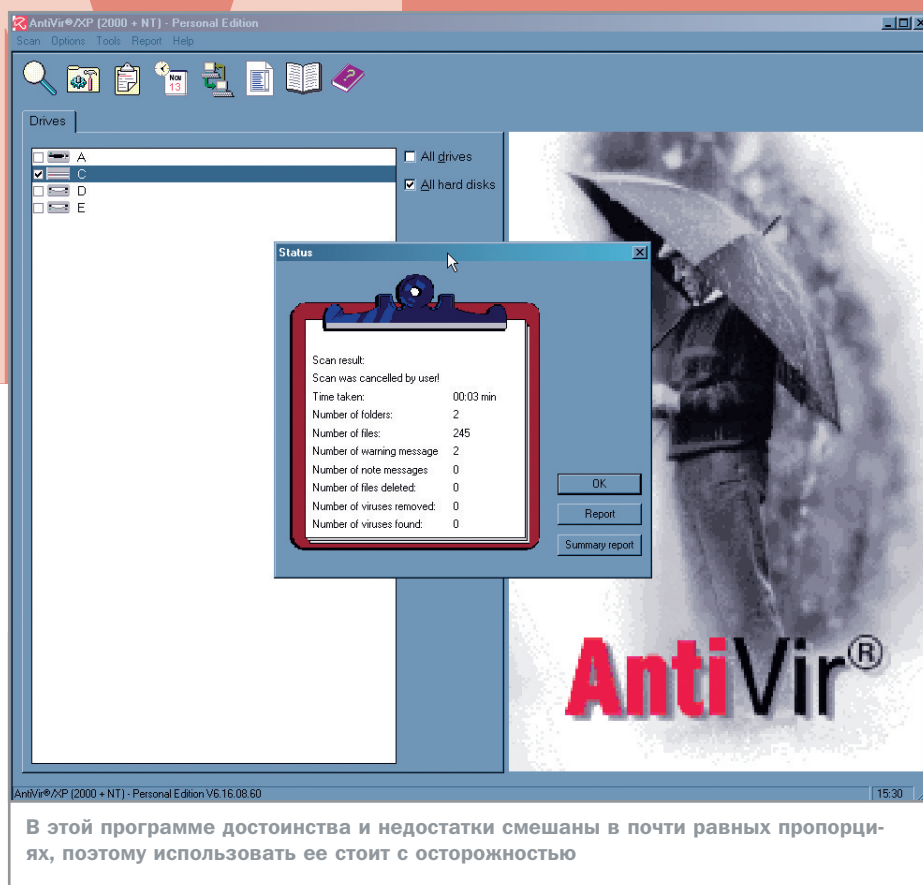 AntiVir®/XP (2000 + NT) - Personal Edition
Scan Options Tools Report Help
Nov
13
?
Drives
A
C
D
E
All drives
All hard disks
Status
Scan result:
Scan was cancelled by user!
Time taken: 00:03 min
Number of folders: 2
Number of files: 245
Number of warning message 2
Number of note messages 0
Number of files deleted: 0
Number of viruses removed: 0
Number of viruses found: 0
OK
Report
Summary report
AntiVir®
AntiVir®/XP (2000 + NT) - Personal Edition V6.16.08.60
15:30
В этой программе достоинства и недостатки смешаны в почти равных пропорци-
ях, поэтому использовать ее стоит с осторожностью